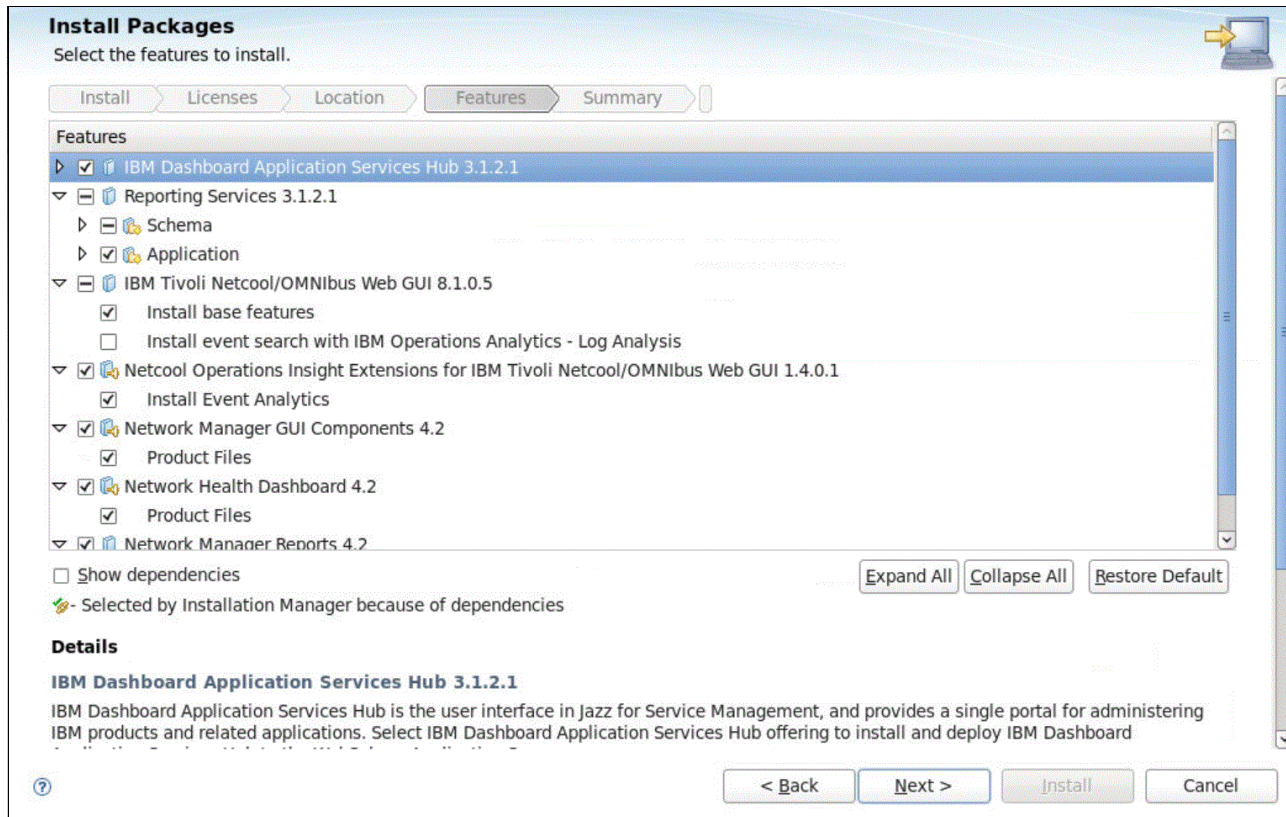 Install Packages
Select the features to install.
Install Licenses Location Features Summary
Features
IBM Dashboard Application Services Hub 3.1.2.1
Reporting Services 3.1.2.1
Schema
Application
IBM Tivoli Netcool/OMNIbus Web GUI 8.1.0.5
Install base features
Install event search with IBM Operations Analytics - Log Analysis
Netcool Operations Insight Extensions for IBM Tivoli Netcool/OMNIbus Web GUI 1.4.0.1
Install Event Analytics
Network Manager GUI Components 4.2
Product Files
Network Health Dashboard 4.2
Product Files
Network Manager Reports 4.2
Show dependencies Expand All Collapse All Restore Default
- Selected by Installation Manager because of dependencies
Details
IBM Dashboard Application Services Hub 3.1.2.1
IBM Dashboard Application Services Hub is the user interface in Jazz for Service Management, and provides a single portal for administering
IBM products and related applications. Select IBM Dashboard Application Services Hub offering to install and deploy IBM Dashboard
? < Back Next > Install Cancel